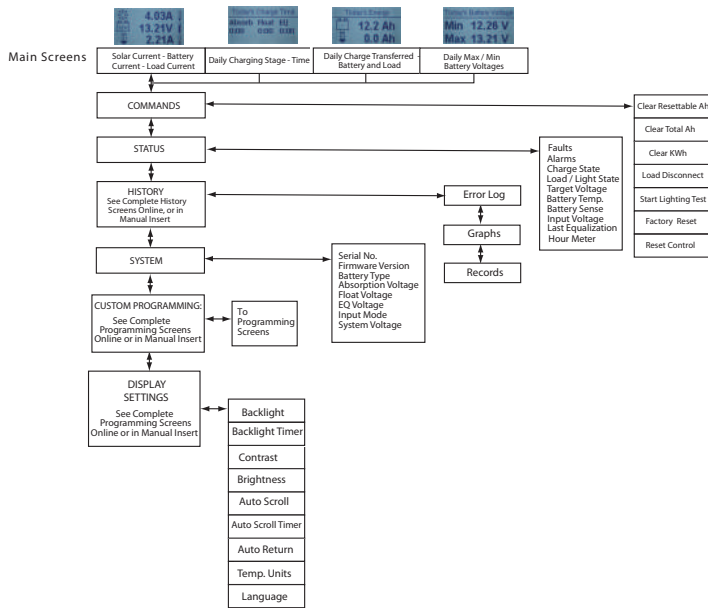 4.03A
13.21V
2.21A
Today's Charge Time
Absorb Float EQ
0:00 0:00 0:00
Today's Energy
12.2 Ah
0.0 Ah
Today's Battery Voltage
Min 12.26 V
Max 13.21 V
Main Screens
Solar Current - Battery
Current - Load Current
Daily Charging Stage - Time
Daily Charge Transferred -
Battery and Load
Daily Max / Min
Battery Voltages
COMMANDS
Clear Resettable Ah
Clear Total Ah
Clear KWh
Load Disconnect
Start Lighting Test
Factory Reset
Reset Control
STATUS
Faults
Alarms
Charge State
Load / Light State
Target Voltage
Battery Temp.
Battery Sense
Input Voltage
Last Equalization
Hour Meter
HISTORY
See Complete History
Screens Online, or in
Manual Insert
Error Log
Graphs
Records
SYSTEM
Serial No.
Firmware Version
Battery Type
Absorption Voltage
Float Voltage
EQ Voltage
Input Mode
System Voltage
CUSTOM PROGRAMMING:
See Complete
Programming Screens
Online or in Manual Insert
To
Programming
Screens
DISPLAY
SETTINGS
See Complete
Programming Screens
Online or in Manual Insert
Backlight
Backlight Timer
Contrast
Brightness
Auto Scroll
Auto Scroll Timer
Auto Return
Temp. Units
Language